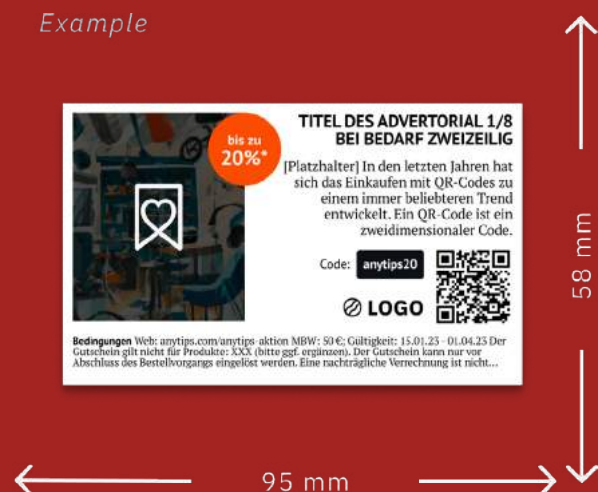 Example
bis zu
20%*
TITEL DES ADVERTORIAL 1/8
BEI BEDARF ZWEIZEILIG
[Platzhalter] In den letzten Jahren hat
sich das Einkaufen mit QR-Codes zu
einem immer beliebteren Trend
entwickelt. Ein QR-Code ist ein
zweidimensionaler Code.
Code: anytips20
LOGO
Bedingungen Web: anytips.com/anytips-aktion MBW: 50 €; Gültigkeit: 15.01.23 - 01.04.23 Der
Gutschein gilt nicht für Produkte: XXX (bitte ggf. ergänzen). Der Gutschein kann nur vor
Abschluss des Bestellvorgangs eingelöst werden. Eine nachträgliche Verrechnung ist nicht...
58 mm
95 mm